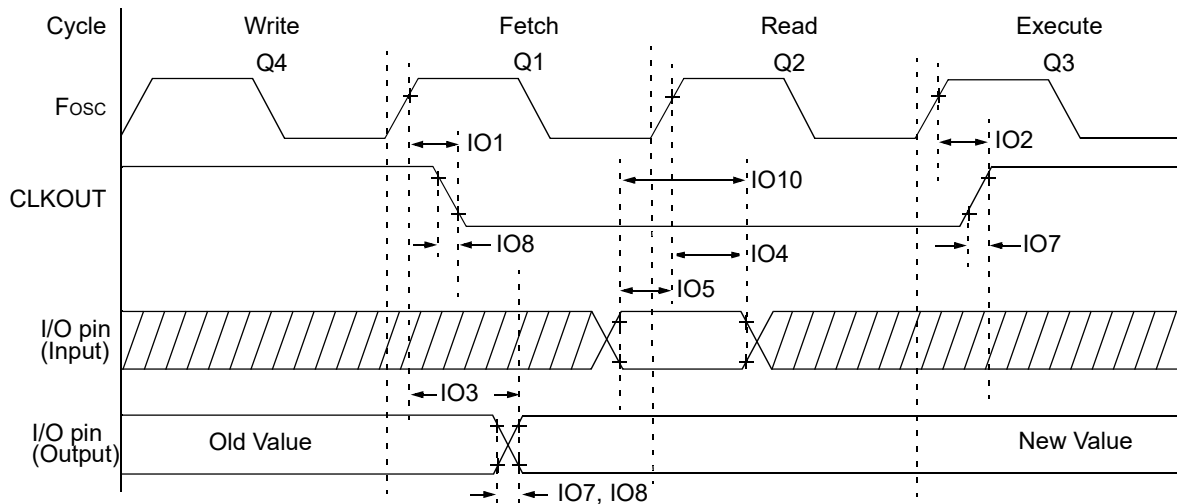 Cycle Write Fetch Read Execute
Q4 Q1 Q2 Q3
Fosc
IO1 IO2
CLKOUT
IO10
IO8 IO4 IO7
IO5
I/O pin
(Input)
IO3
I/O pin
(Output)
Old Value New Value
IO7, IO8